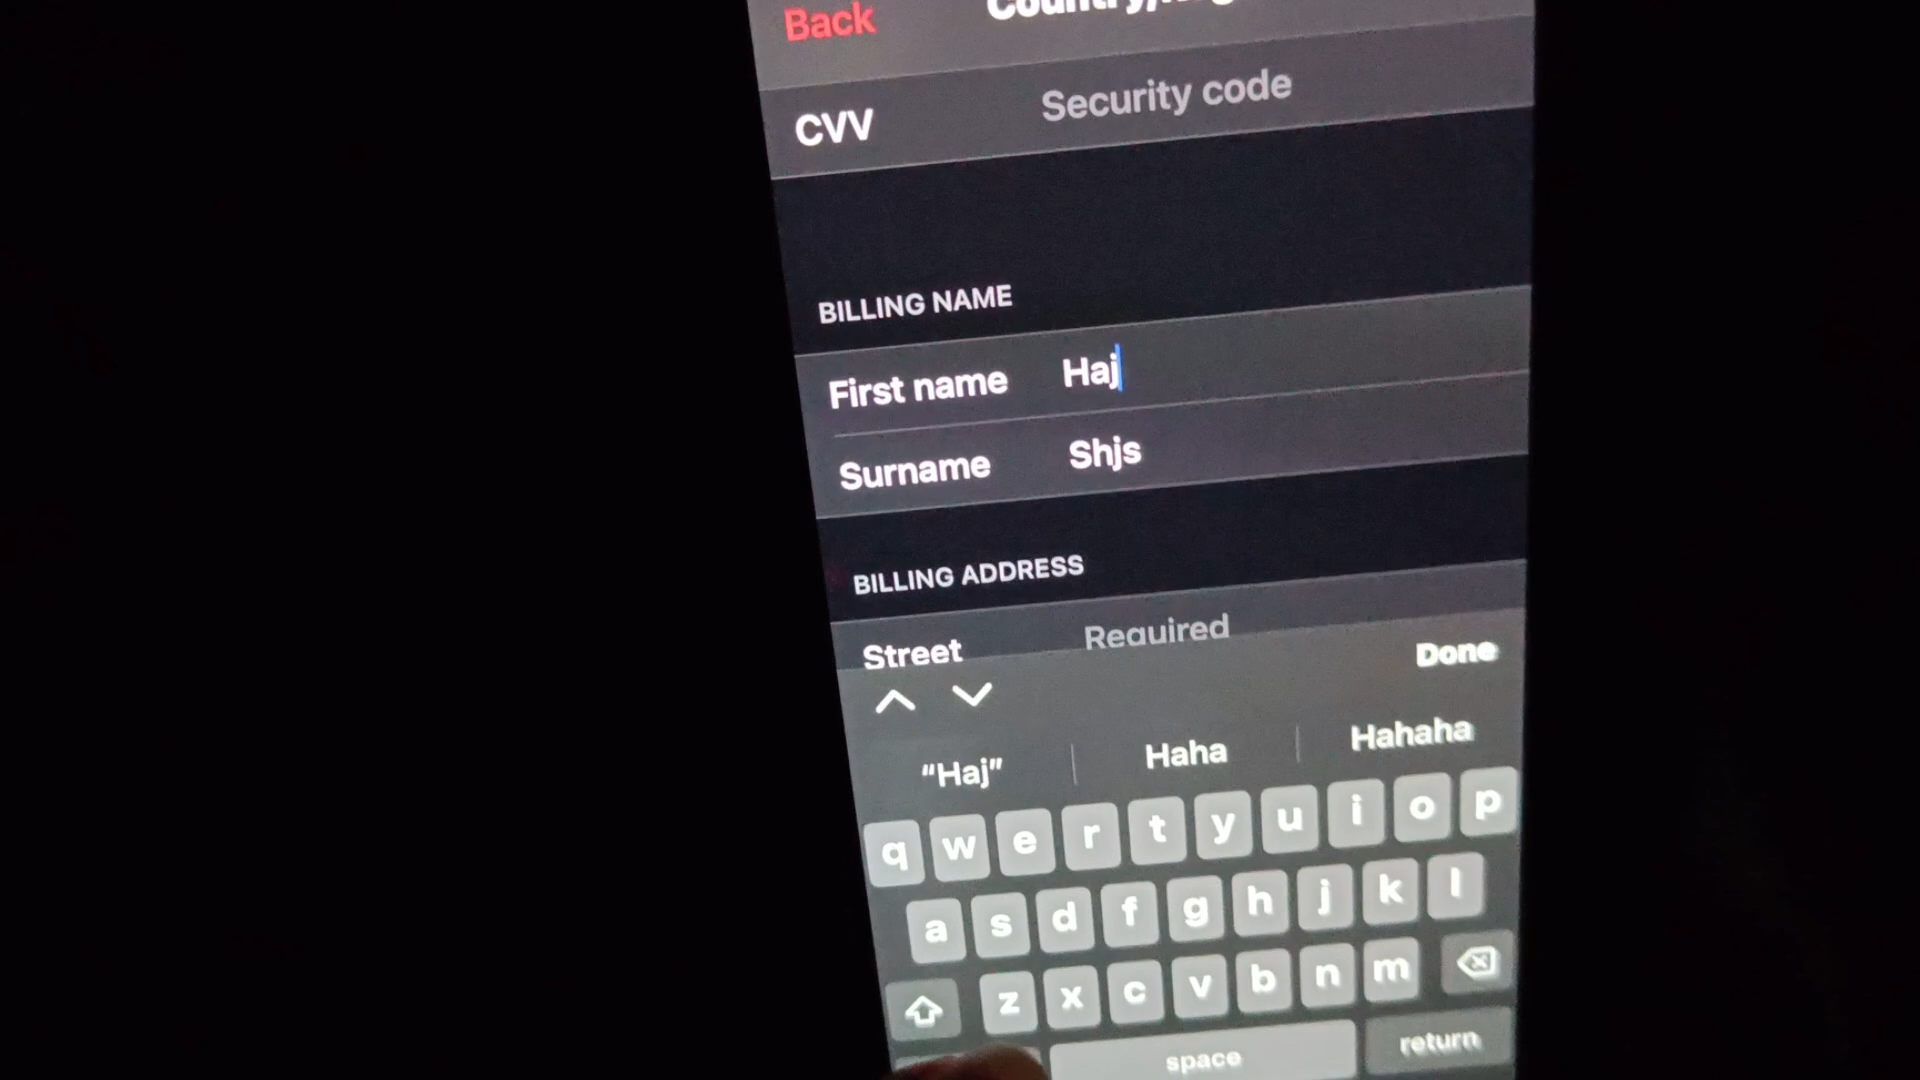 Back
CVV Security code
BILLING NAME
First name Haj
Surname Shjs
BILLING ADDRESS
Street Required
Done
“Haj” Haha Hahaha
q w e r t y u i o p
a s d f g h j k l
z x c v b n m
space return